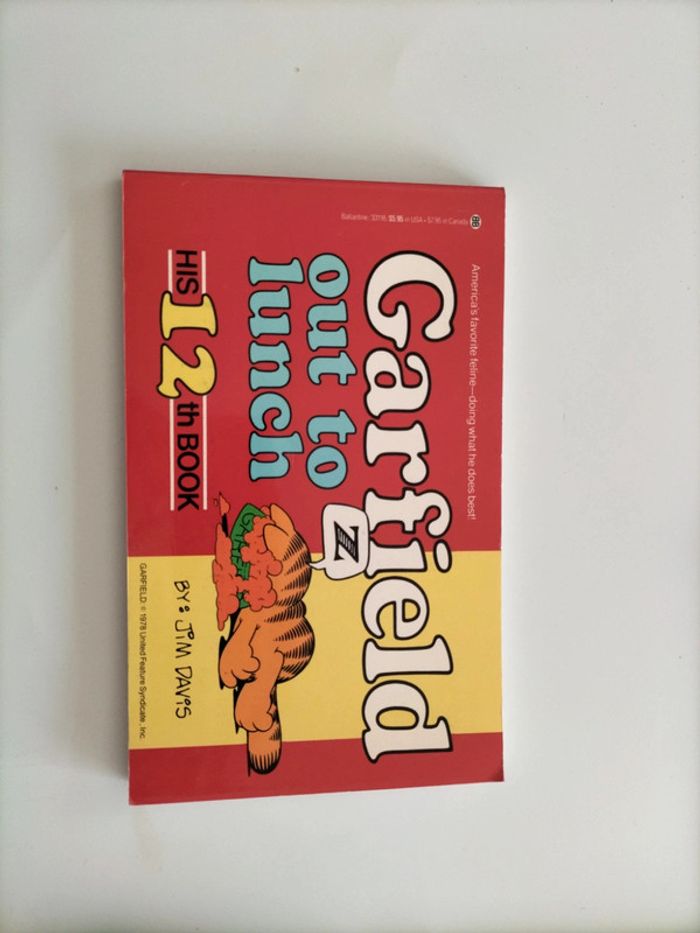 America's favorite feline—doing what he does best!
BB
Ballantine/33118/$5.95 in USA • $7.95 in Canada
Garfield
out to
lunch
Z
HIS 12th BOOK
BY: JIM DAVIS
GARFIELD: © 1978 United Feature Syndicate, Inc.